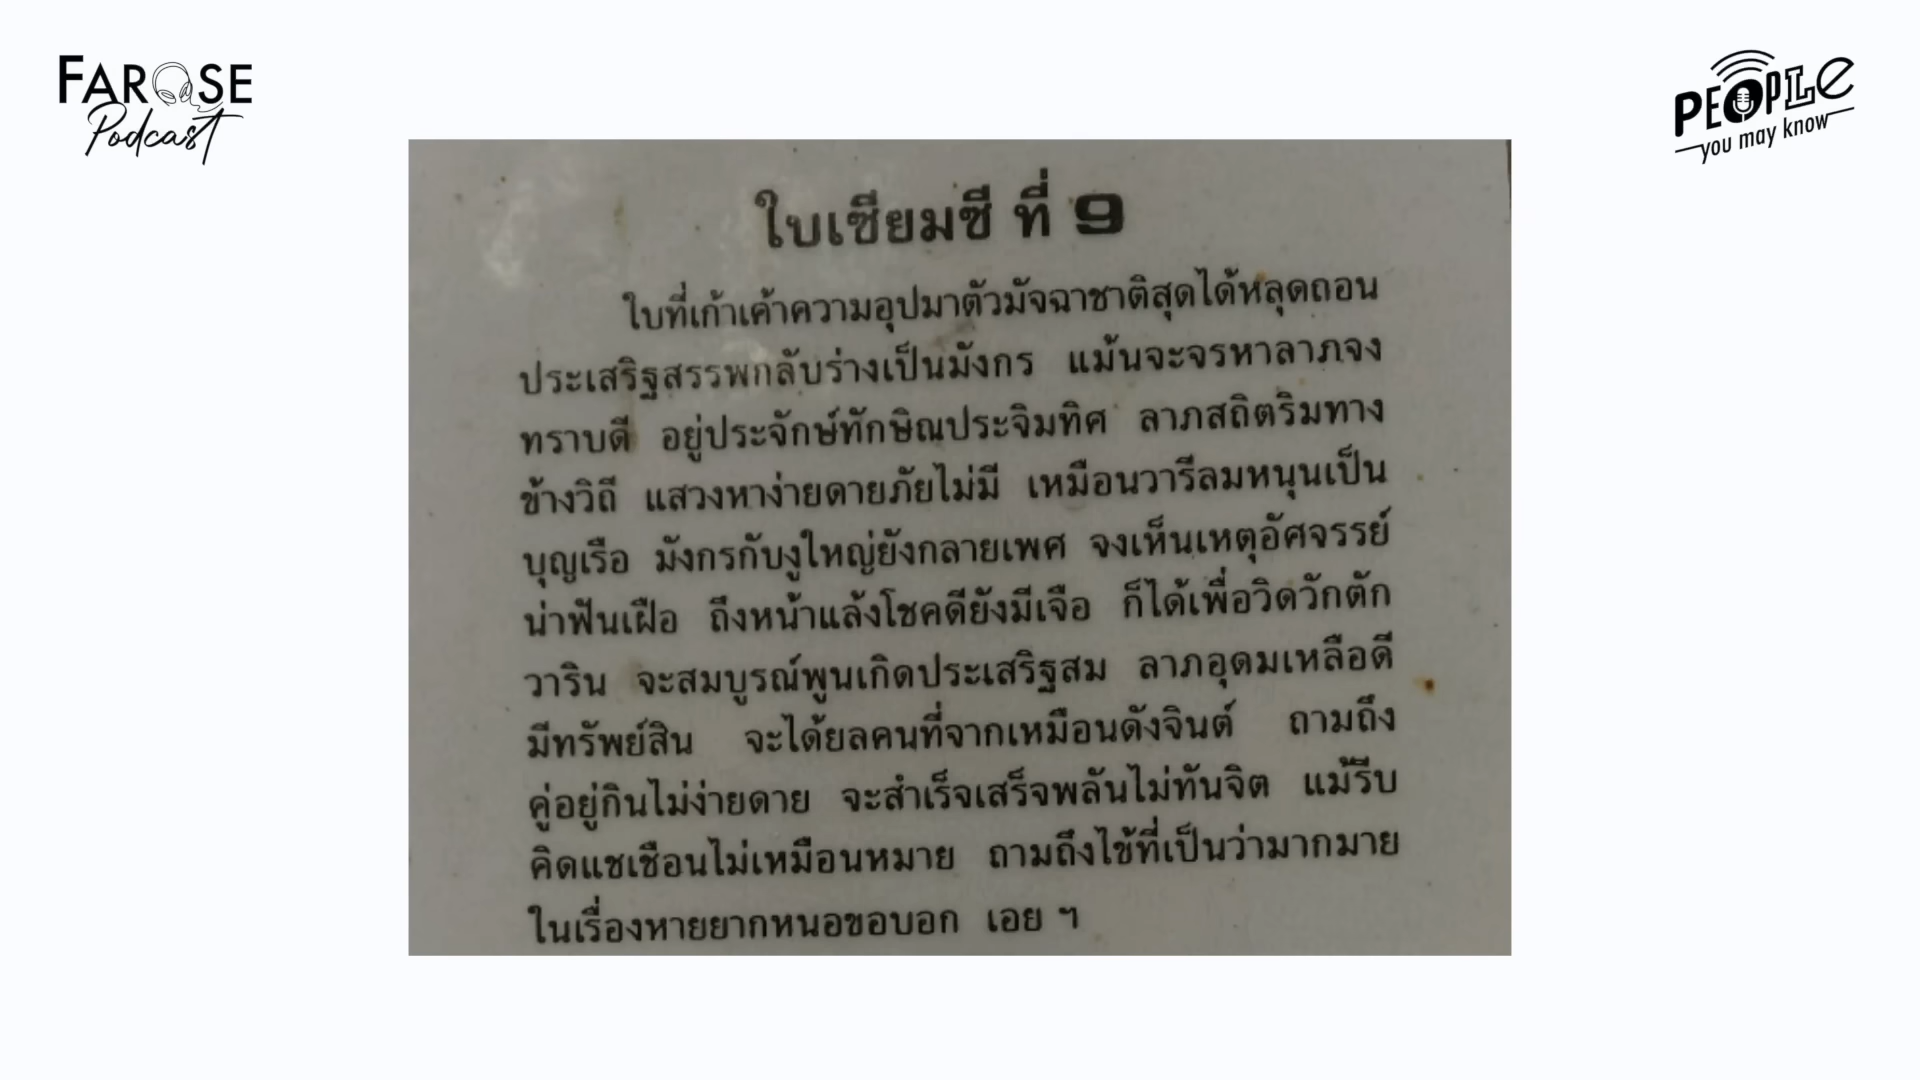 FAROSE
Podcast
PEOPLE
you may know
ใบเซียมซี ที่ 9
ใบที่เก้าเค้าความอุปมาตัวมัจฉาชาติสุดได้หลุดถอน
ประเสริฐสรรพกลับร่างเป็นมังกร แม้นจะจรหาลาภจง
ทราบดี อยู่ประจักษ์ทักษิณประจิมทิศ ลาภสถิตริมทาง
ข้างวิถี แสวงหาง่ายดายภัยไม่มี เหมือนวารีลมหนุนเป็น
บุญเรือ มังกรกับงูใหญ่ยังกลายเพศ จงเห็นเหตุอัศจรรย์
น่าฟันเฝือ ถึงหน้าแล้งโชคดียังมีเจือ ก็ได้เพื่อวิดวักตัก
วาริน จะสมบูรณ์พูนเกิดประเสริฐสม ลาภอุดมเหลือดี
มีทรัพย์สิน จะได้ยลคนที่จากเหมือนดังจินต์ ถามถึง
คู่อยู่กินไม่ง่ายดาย จะสำเร็จเสร็จพลันไม่ทันจิต แม้รีบ
คิดแชเชือนไม่เหมือนหมาย ถามถึงไข้ที่เป็นว่ามากมาย
ในเรื่องหายยากหนอขอบอก เอย ฯ